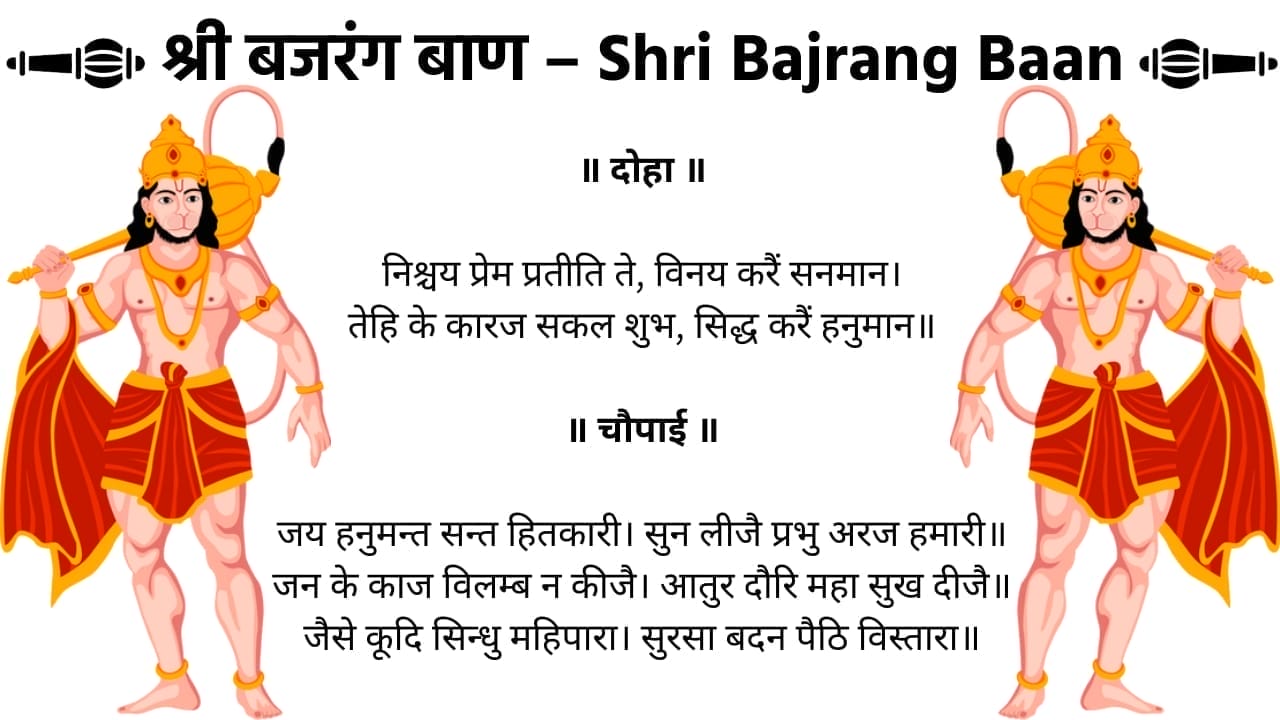 श्री बजरंग बाण – Shri Bajrang Baan
॥ दोहा ॥
निश्चय प्रेम प्रतीति ते, विनय करैं सनमान।
तेहि के कारज सकल शुभ, सिद्ध करैं हनुमान॥
॥ चौपाई ॥
जय हनुमन्त सन्त हितकारी। सुन लीजै प्रभु अरज हमारी॥
जन के काज विलम्ब न कीजै। आतुर दौरि महा सुख दीजै॥
जैसे कूदि सिन्धु महिपारा। सुरसा बदन पैठि विस्तारा॥